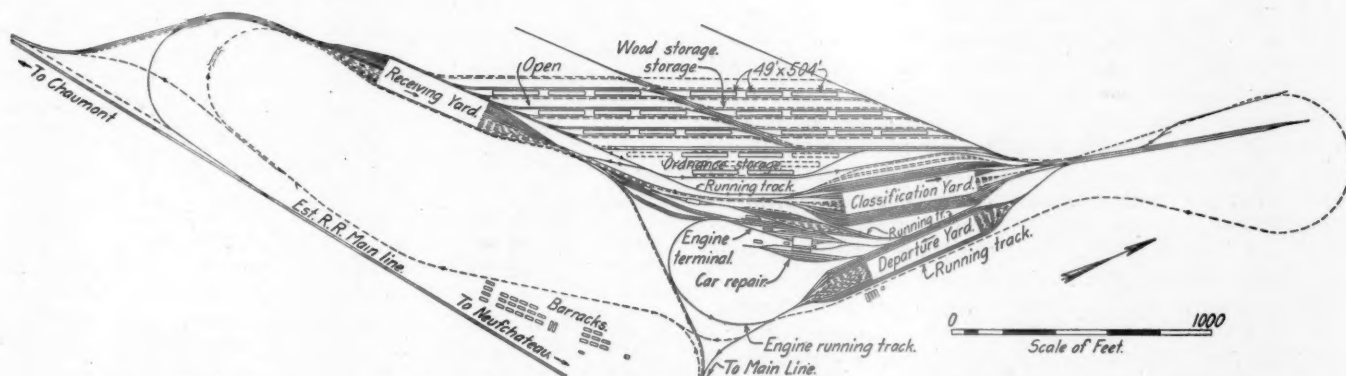 To Chaumont
Receiving Yard.
Open
Wood storage.
storage
49'x504'
Ordnance storage.
Running track.
Classification Yard.
Engine
terminal.
Car repair.
Departure Yard.
Running track.
Est. R.R. Main line.
Barracks.
To Neufchateau.
Engine running track.
To Main Line.
0 1000
Scale of Feet.